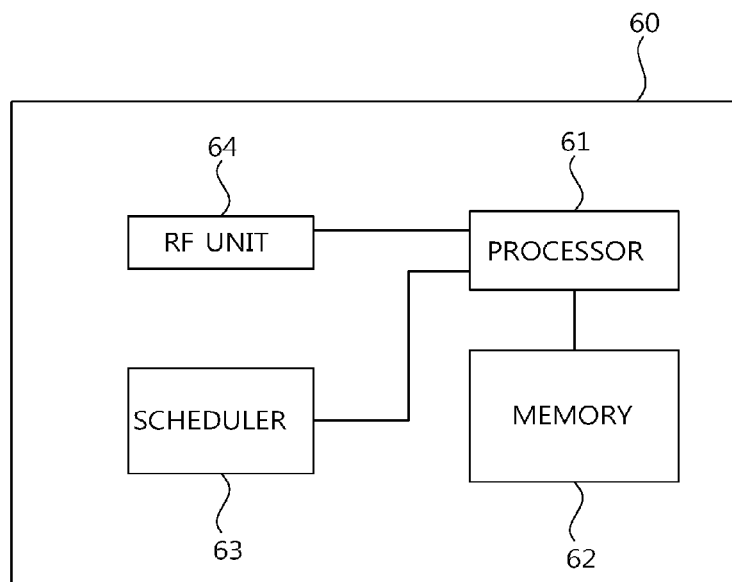 60
64
61
RF UNIT
PROCESSOR
SCHEDULER
MEMORY
63
62